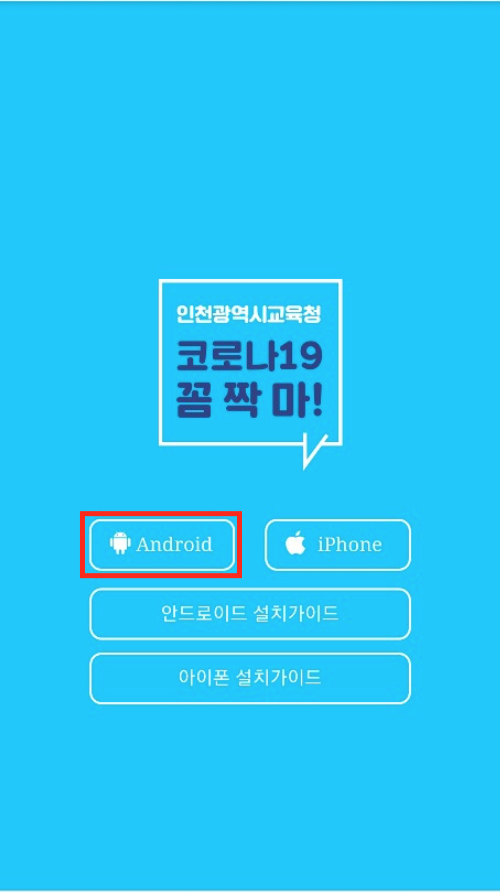 인천광역시교육청
코로나19
꼼 짝 마!
Android
iPhone
안드로이드 설치가이드
아이폰 설치가이드